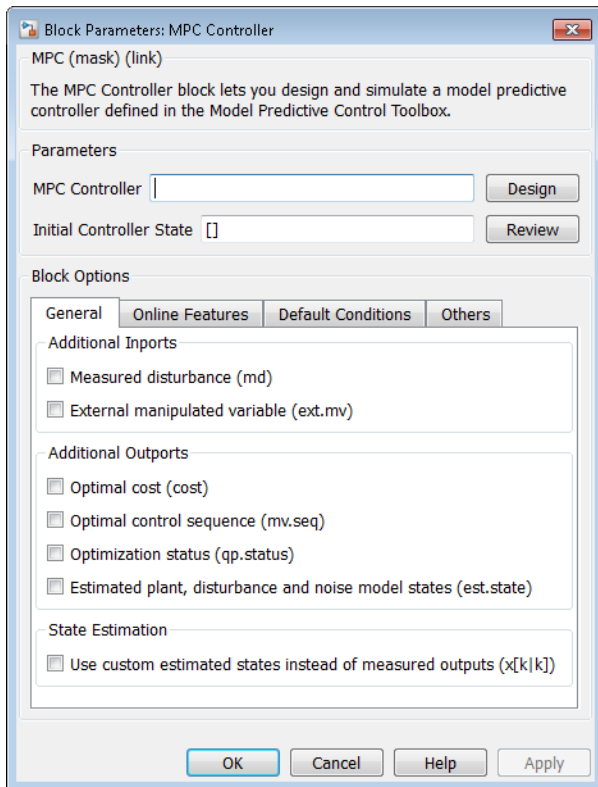 Block Parameters: MPC Controller
MPC (mask) (link)
The MPC Controller block lets you design and simulate a model predictive
controller defined in the Model Predictive Control Toolbox.
Parameters
MPC Controller Design
Initial Controller State [] Review
Block Options
General Online Features Default Conditions Others
Additional Inports
Measured disturbance (md)
External manipulated variable (ext.mv)
Additional Outports
Optimal cost (cost)
Optimal control sequence (mv.seq)
Optimization status (qp.status)
Estimated plant, disturbance and noise model states (est.state)
State Estimation
Use custom estimated states instead of measured outputs (x[k|k])
OK Cancel Help Apply